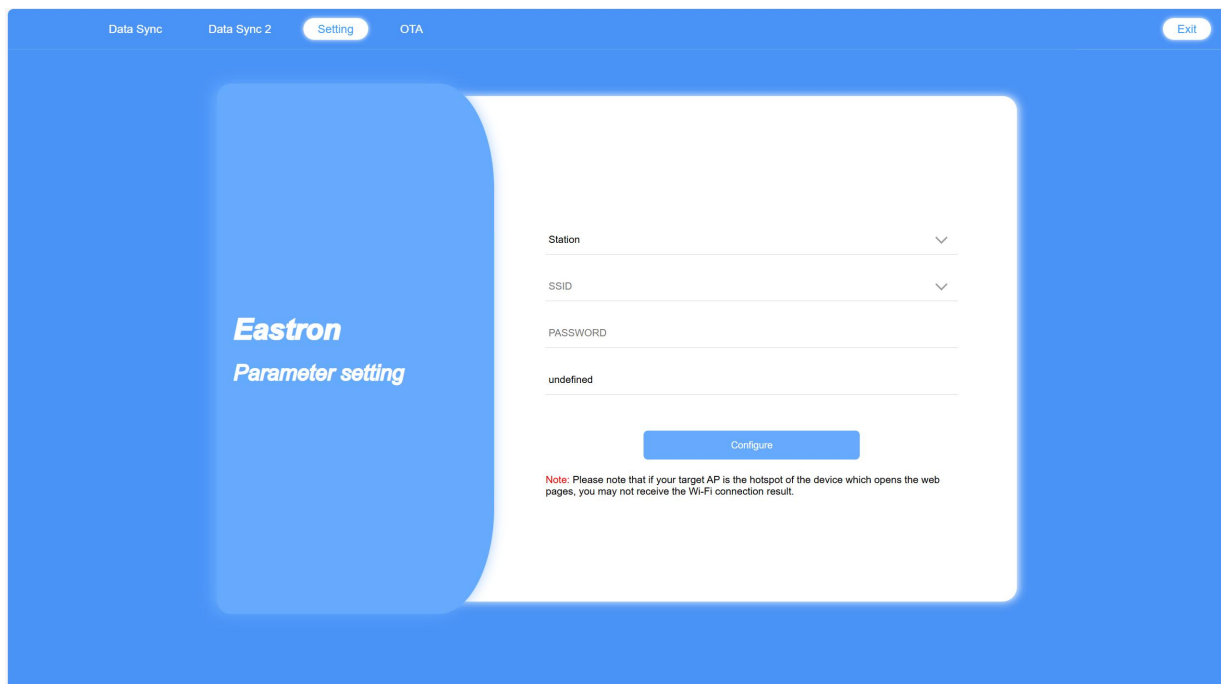 Data Sync Data Sync 2 Setting OTA Exit
Eastron
Parameter setting
Station
SSID
PASSWORD
undefined
Configure
Note: Please note that if your target AP is the hotspot of the device which opens the web
pages, you may not receive the Wi-Fi connection result.